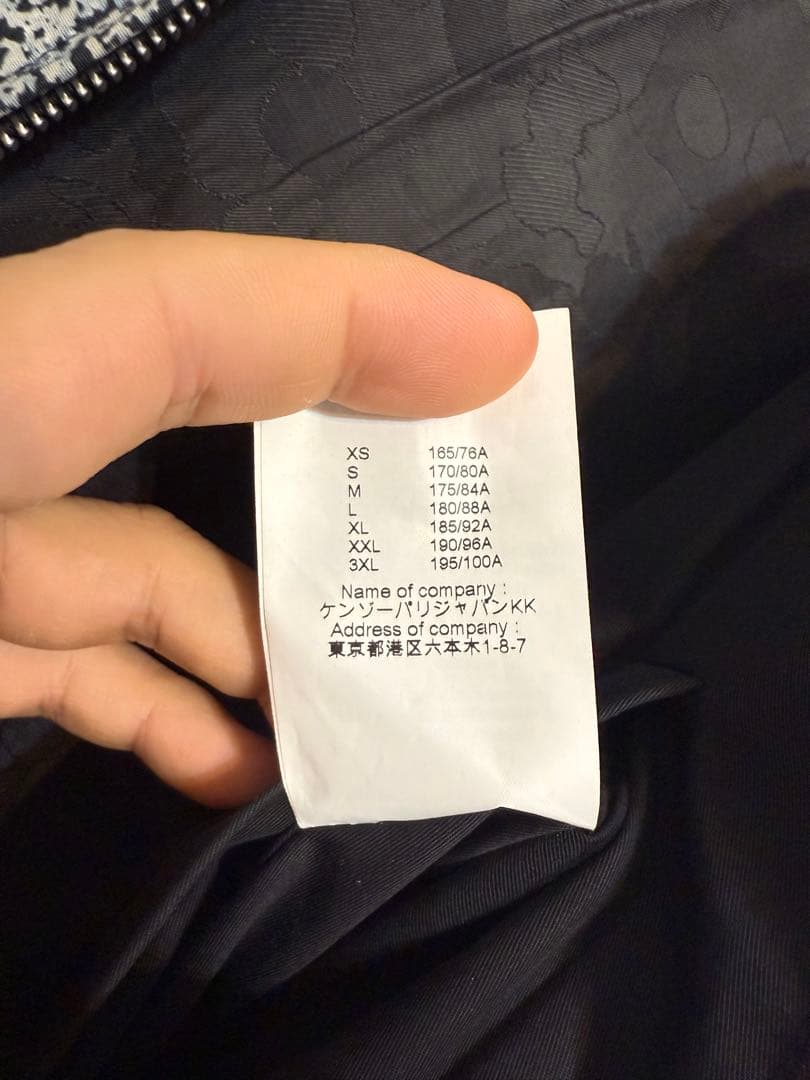 XS 165/76A
S 170/80A
M 175/84A
L 180/88A
XL 185/92A
XXL 190/96A
3XL 195/100A
Name of company :
ケンゾーパリジャパンKK
Address of company :
東京都港区六本木1-8-7